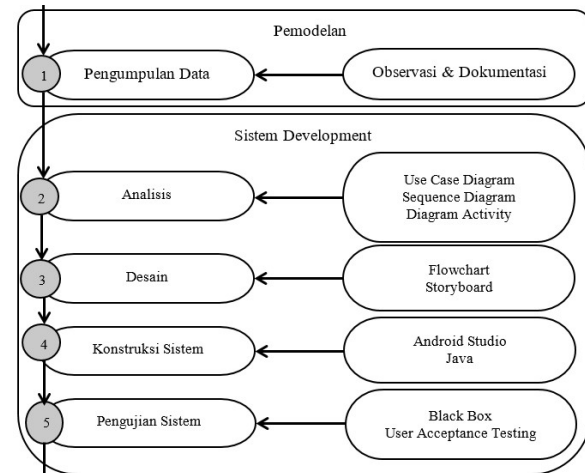 Pemodelan
1
Pengumpulan Data
Observasi & Dokumentasi
Sistem Development
2
Analisis
Use Case Diagram
Sequence Diagram
Diagram Activity
3
Desain
Flowchart
Storyboard
4
Konstruksi Sistem
Android Studio
Java
5
Pengujian Sistem
Black Box
User Acceptance Testing